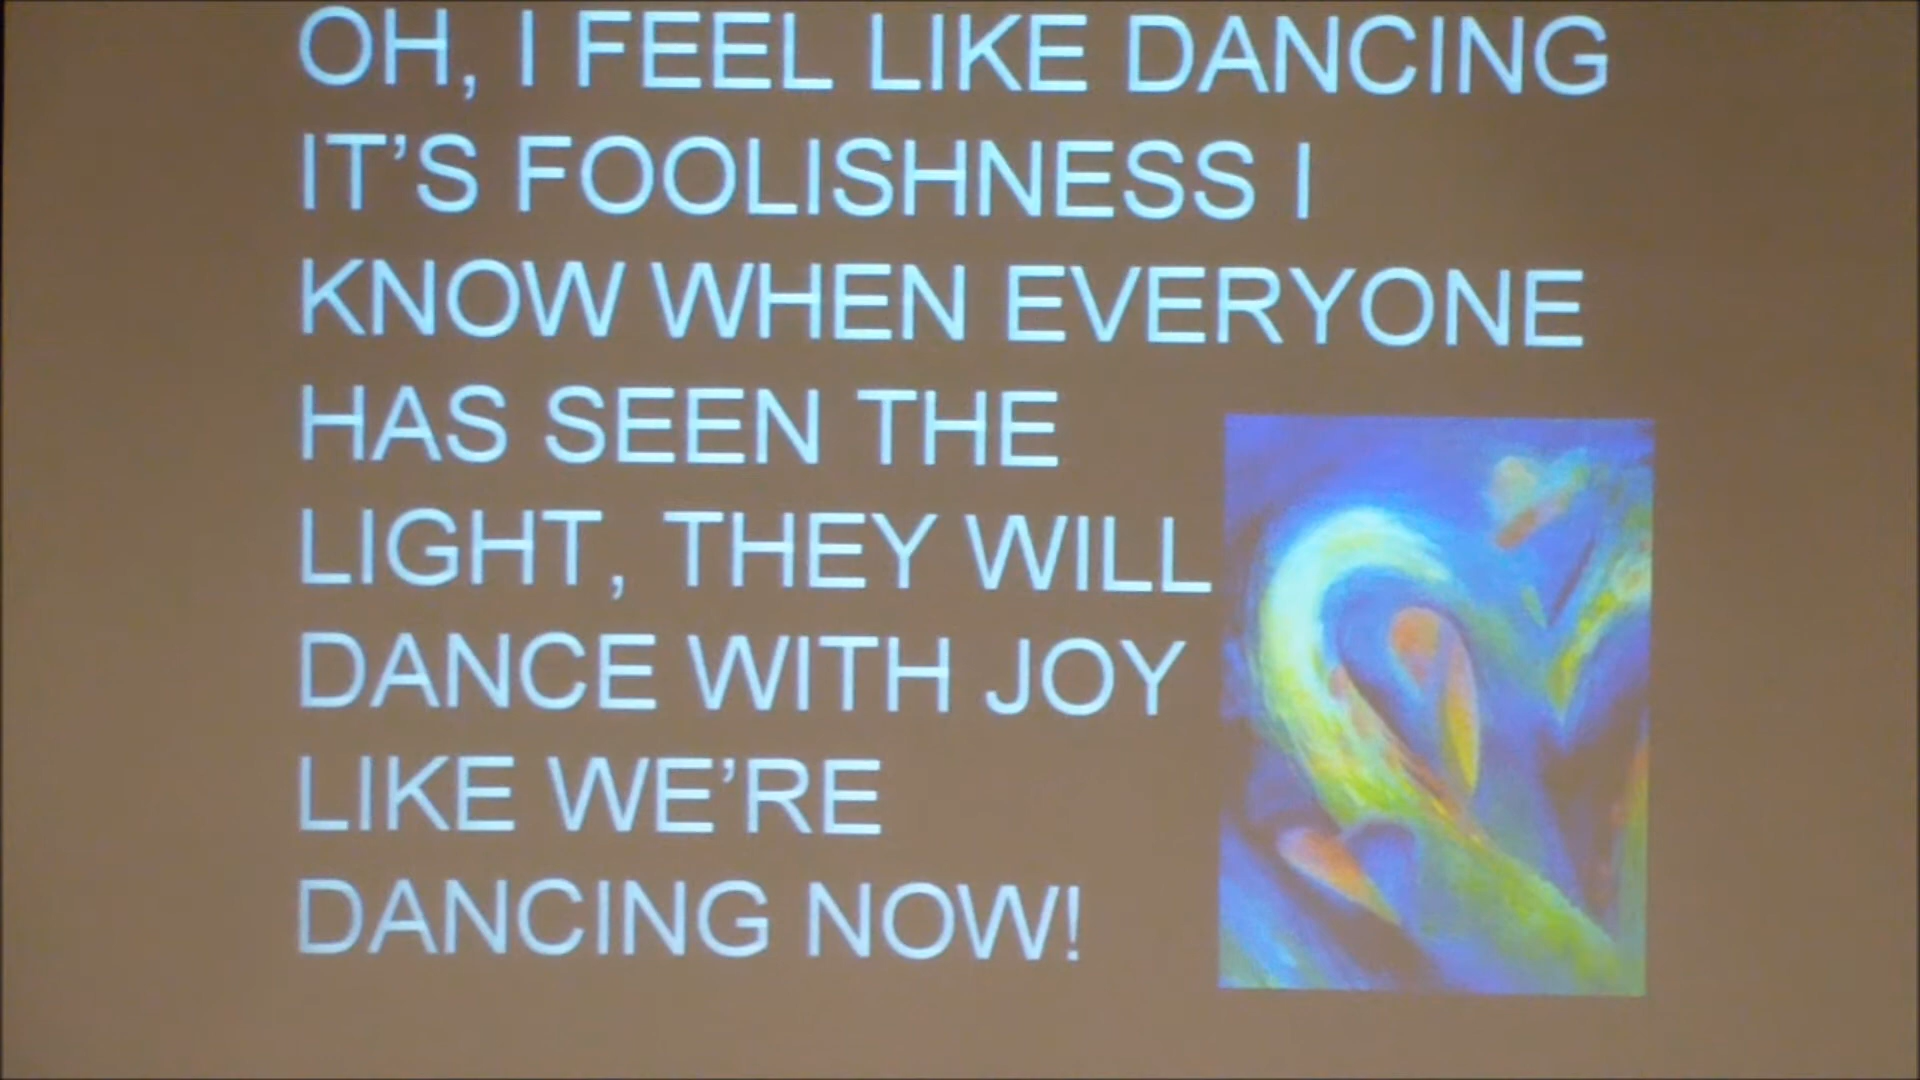 OH, I FEEL LIKE DANCING
IT'S FOOLISHNESS I
KNOW WHEN EVERYONE
HAS SEEN THE
LIGHT, THEY WILL
DANCE WITH JOY
LIKE WE'RE
DANCING NOW!